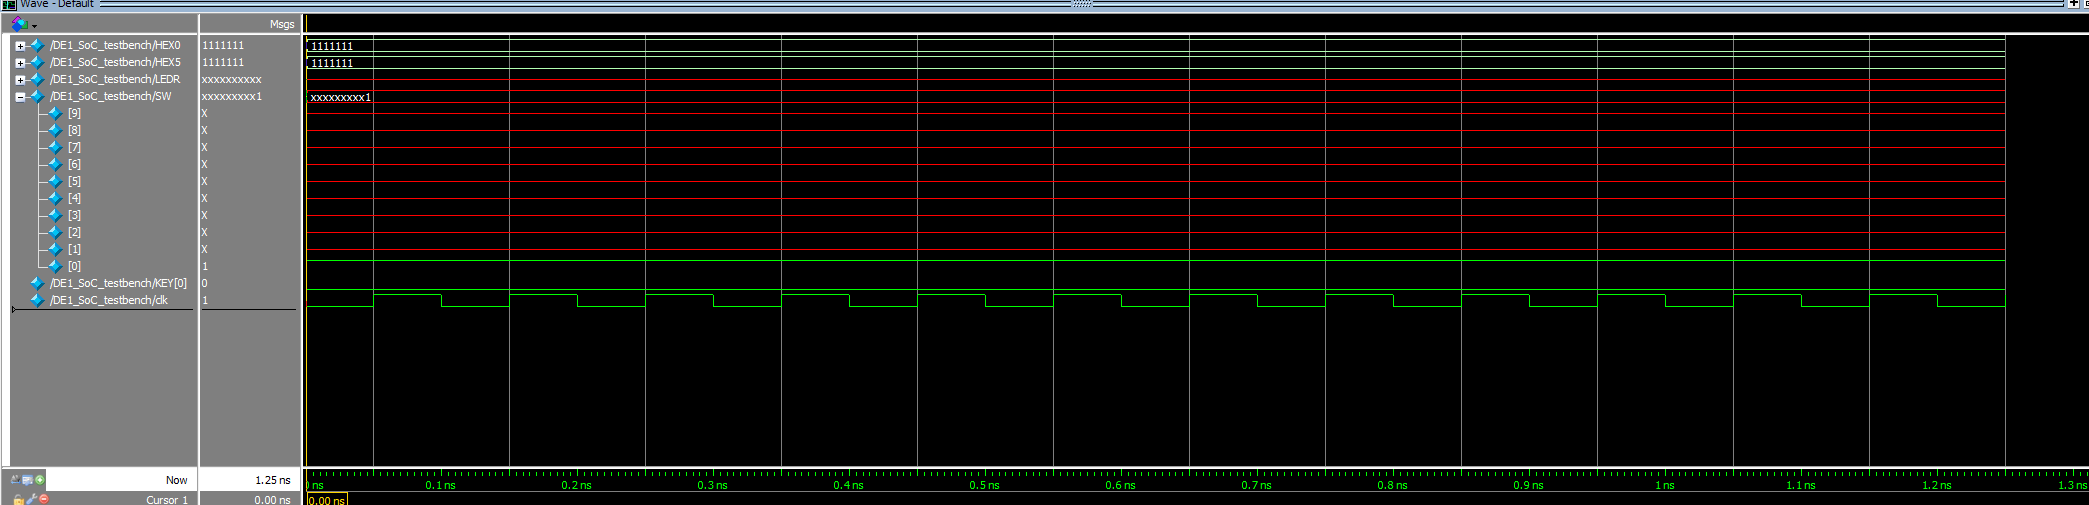 Wave - Default
Msgs
/DE1_SoC_testbench/HEX0 1111111 1111111
/DE1_SoC_testbench/HEX5 1111111 1111111
/DE1_SoC_testbench/LEDR xxxxxxxxxx
/DE1_SoC_testbench/SW xxxxxxxxx1 xxxxxxxxx1
[9] X
[8] X
[7] X
[6] X
[5] X
[4] X
[3] X
[2] X
[1] X
[0] 1
/DE1_SoC_testbench/KEY[0] 0
/DE1_SoC_testbench/clk 1
Now 1.25 ns ns 0.1 ns 0.2 ns 0.3 ns 0.4 ns 0.5 ns 0.6 ns 0.7 ns 0.8 ns 0.9 ns 1 ns 1.1 ns 1.2 ns 1.3 ns
Cursor 1 0.00 ns 0.00 ns